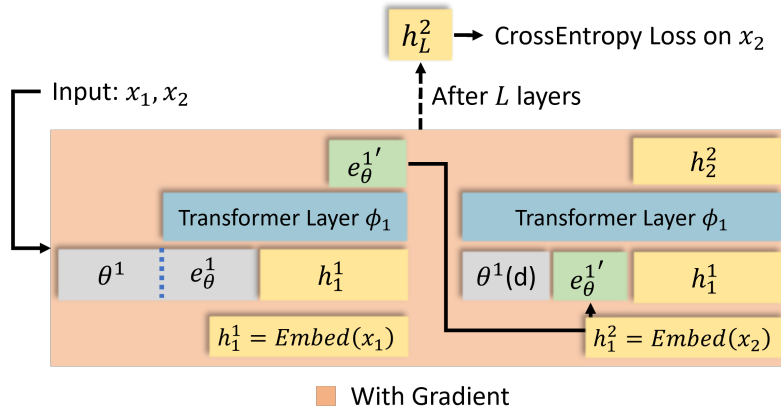 h_L^2
CrossEntropy Loss on x_2
Input: x_1, x_2
After L layers
e_θ^{1′}
h_2^2
Transformer Layer ϕ_1
Transformer Layer ϕ_1
θ^1
e_θ^1
h_1^1
θ^1(d)
e_θ^{1′}
h_1^1
h_1^1 = Embed(x_1)
h_1^2 = Embed(x_2)
With Gradient